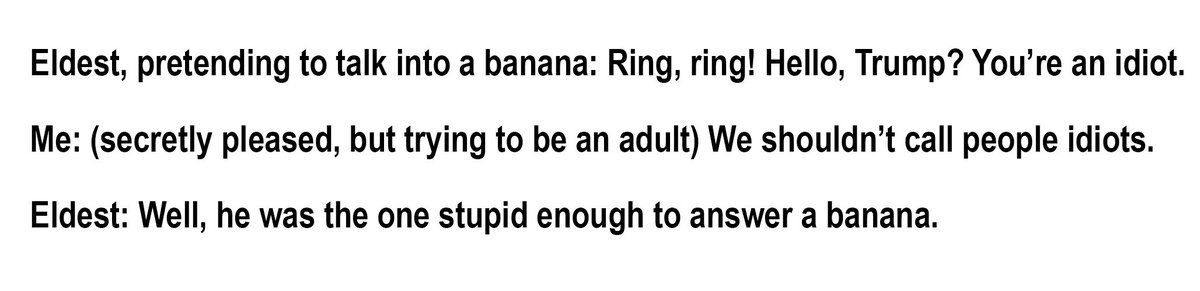 Eldest, pretending to talk into a banana: Ring, ring! Hello, Trump? You’re an idiot.
Me: (secretly pleased, but trying to be an adult) We shouldn’t call people idiots.
Eldest: Well, he was the one stupid enough to answer a banana.